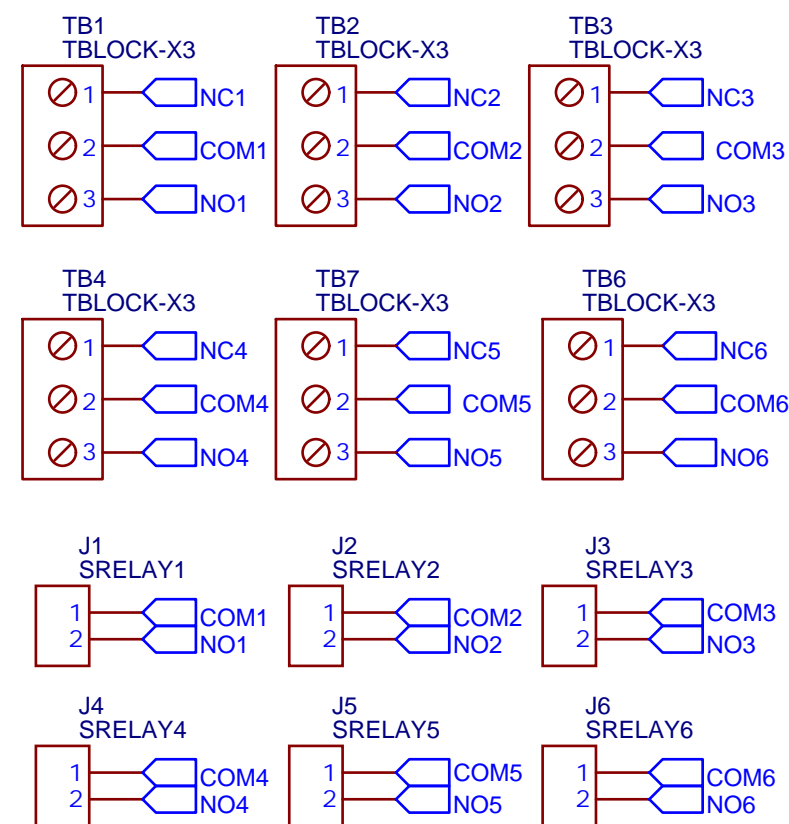 TB1
TBLOCK-X3
1 NC1
2 COM1
3 NO1
TB2
TBLOCK-X3
1 NC2
2 COM2
3 NO2
TB3
TBLOCK-X3
1 NC3
2 COM3
3 NO3
TB4
TBLOCK-X3
1 NC4
2 COM4
3 NO4
TB7
TBLOCK-X3
1 NC5
2 COM5
3 NO5
TB6
TBLOCK-X3
1 NC6
2 COM6
3 NO6
J1
SRELAY1
1 COM1
2 NO1
J2
SRELAY2
1 COM2
2 NO2
J3
SRELAY3
1 COM3
2 NO3
J4
SRELAY4
1 COM4
2 NO4
J5
SRELAY5
1 COM5
2 NO5
J6
SRELAY6
1 COM6
2 NO6